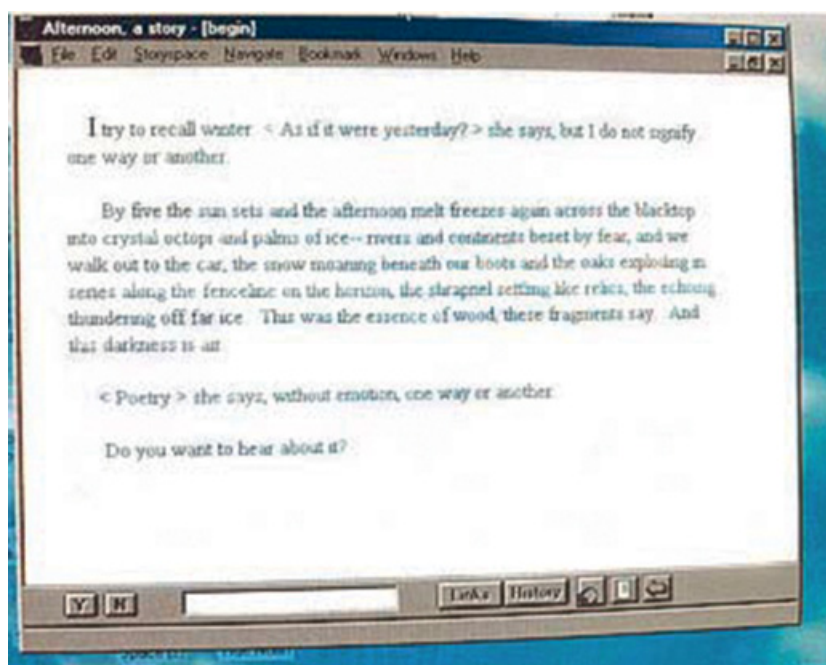 Afternoon, a story - [begin]
File Edit Storyspace Navigate Bookmark Windows Help
I try to recall winter. < As if it were yesterday? > she says, but I do not signify
one way or another.
By five the sun sets and the afternoon melt freezes again across the blacktop
into crystal octopi and palms of ice-- rivers and continents beset by fear, and we
walk out to the car, the snow moaning beneath our boots and the oaks exploding in
series along the fenceline on the horizon, the shrapnel settling like relics, the echoing
thundering off far ice. This was the essence of wood, these fragments say. And
this darkness is air.
< Poetry > she says, without emotion, one way or another.
Do you want to hear about it?
Y N Links History